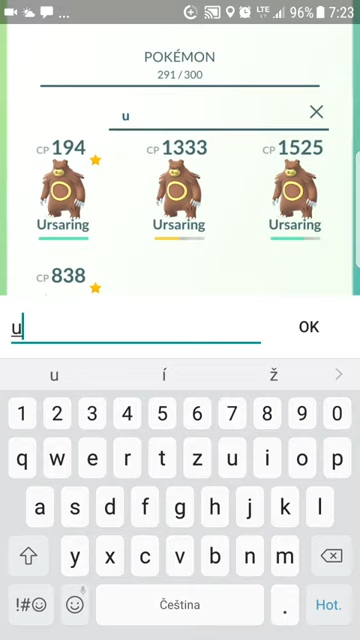 ... LTE 96% 7:23
POKÉMON
291 / 300
u
CP 194 CP 1333 CP 1525
Ursaring Ursaring Ursaring
CP 838
u OK
u í ž
1 2 3 4 5 6 7 8 9 0
q w e r t z u i o p
a s d f g h j k l
y x c v b n m
!#☺ Čeština . Hot.